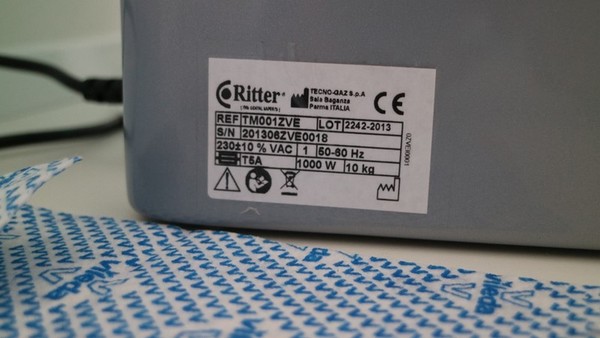 Ritter®
TECNO-GAZ S.p.A
Sala Baganza
Parma ITALIA
CE
REF TM001ZVE LOT 2242-2013
S/N 201306ZVE0018
230±10 % VAC 1 50-60 Hz
T5A 1000 W 10 kg
Vileda
Vileda